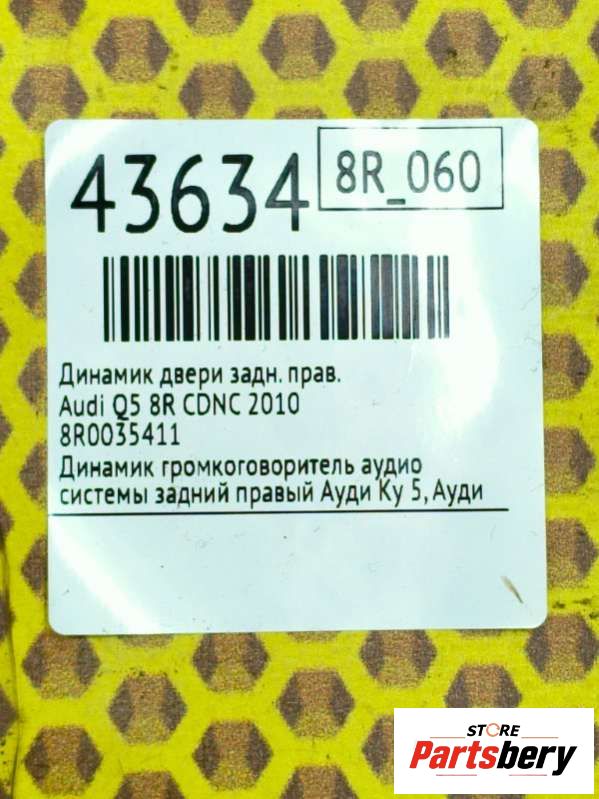 43634
8R_060
Динамик двери задн. прав.
Audi Q5 8R CDNC 2010
8R0035411
Динамик громкоговоритель аудио
системы задний правый Ауди Ку 5, Ауди
STORE
Partsbery